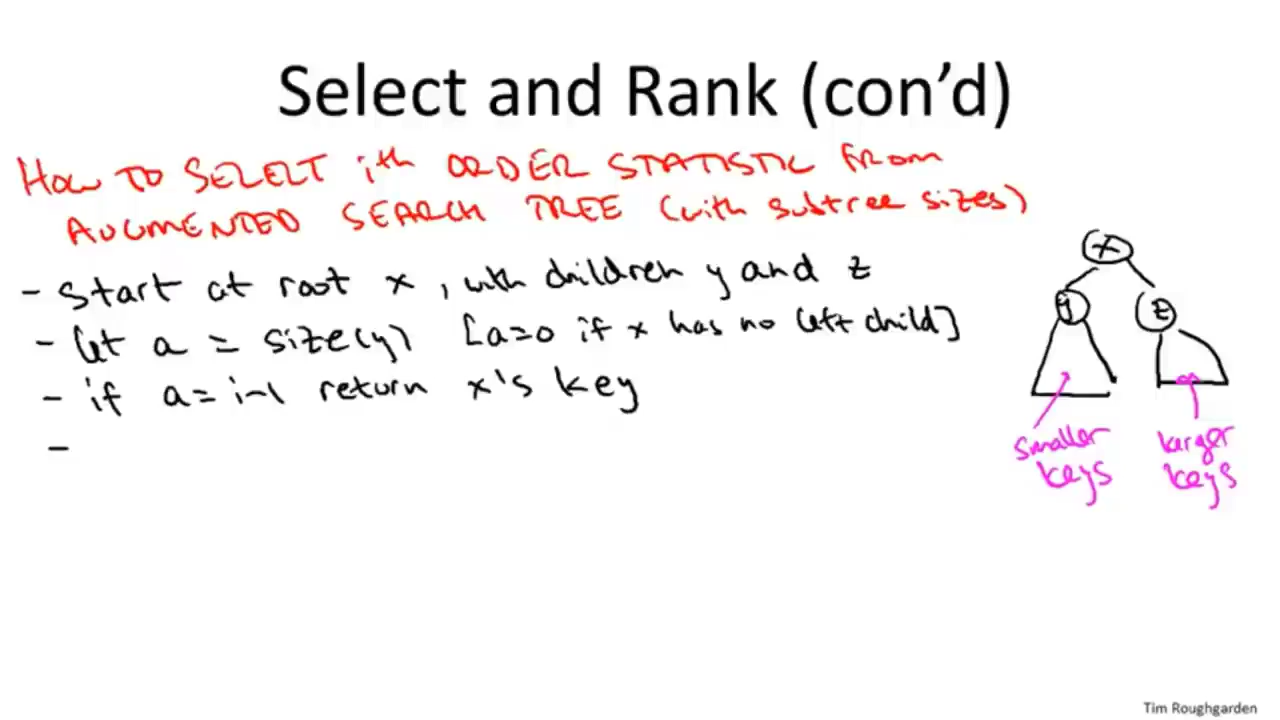 Select and Rank (con'd)
HOW TO SELECT ith ORDER STATISTIC FROM
AUGMENTED SEARCH TREE (with subtree sizes)
- start at root x, with children y and z
- let a = size(y) [a=0 if x has no left child]
- if a=i-1 return x's key
-
x
y
z
smaller
keys
larger
keys
Tim Roughgarden